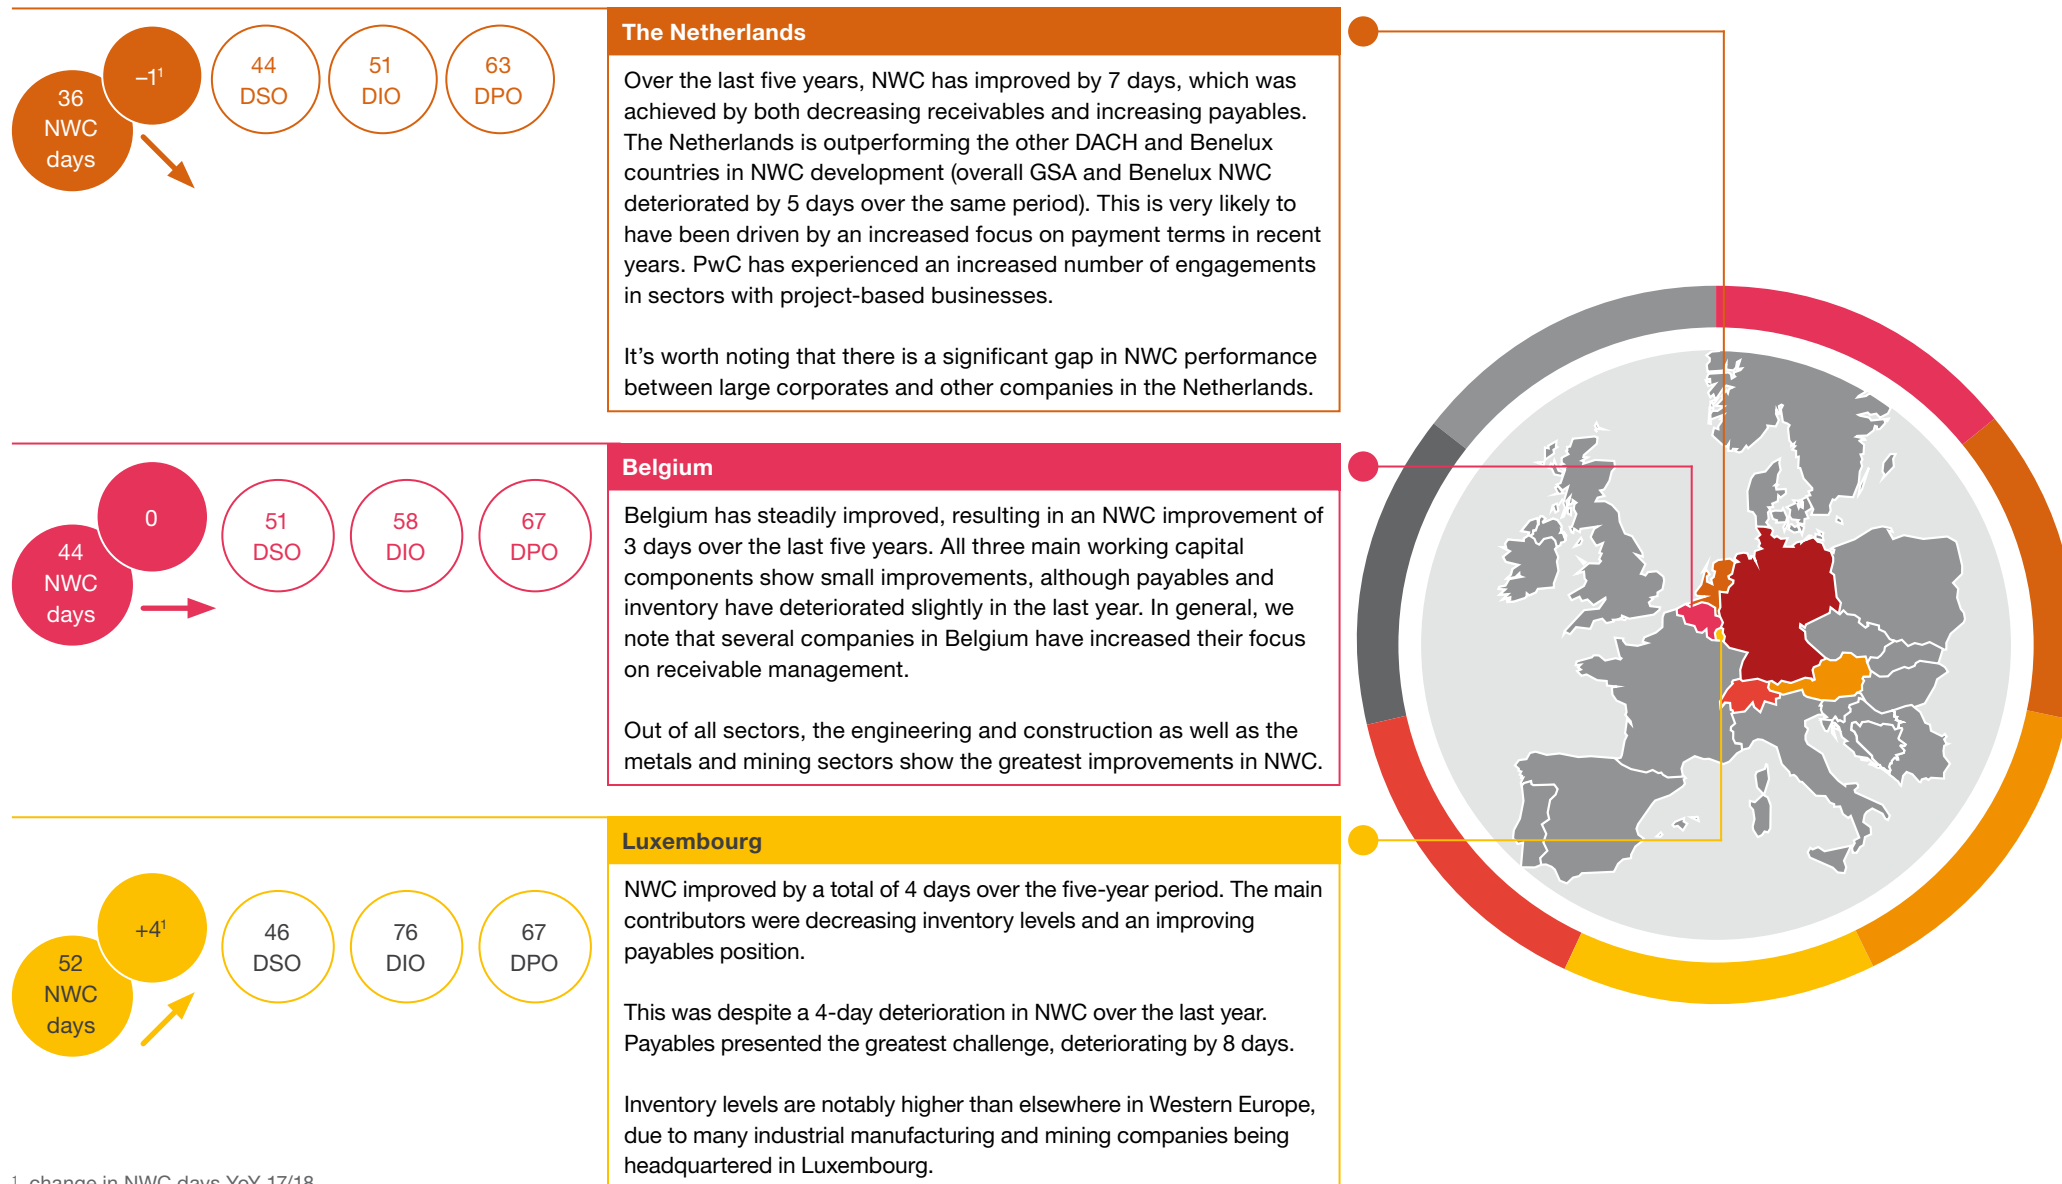 36
NWC
days
–1¹
44
DSO
51
DIO
63
DPO
The Netherlands
Over the last five years, NWC has improved by 7 days, which was
achieved by both decreasing receivables and increasing payables.
The Netherlands is outperforming the other DACH and Benelux
countries in NWC development (overall GSA and Benelux NWC
deteriorated by 5 days over the same period). This is very likely to
have been driven by an increased focus on payment terms in recent
years. PwC has experienced an increased number of engagements
in sectors with project-based businesses.
It’s worth noting that there is a significant gap in NWC performance
between large corporates and other companies in the Netherlands.
44
NWC
days
0
51
DSO
58
DIO
67
DPO
Belgium
Belgium has steadily improved, resulting in an NWC improvement of
3 days over the last five years. All three main working capital
components show small improvements, although payables and
inventory have deteriorated slightly in the last year. In general, we
note that several companies in Belgium have increased their focus
on receivable management.
Out of all sectors, the engineering and construction as well as the
metals and mining sectors show the greatest improvements in NWC.
52
NWC
days
+4¹
46
DSO
76
DIO
67
DPO
Luxembourg
NWC improved by a total of 4 days over the five-year period. The main
contributors were decreasing inventory levels and an improving
payables position.
This was despite a 4-day deterioration in NWC over the last year.
Payables presented the greatest challenge, deteriorating by 8 days.
Inventory levels are notably higher than elsewhere in Western Europe,
due to many industrial manufacturing and mining companies being
headquartered in Luxembourg.
¹ change in NWC days YoY 17/18